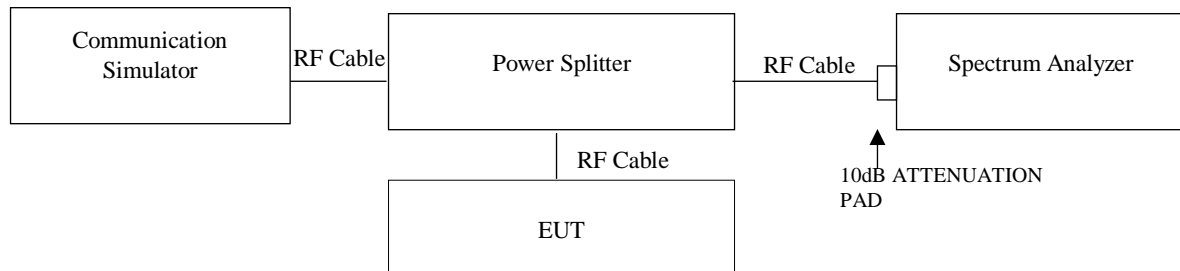 Communication
Simulator
RF Cable
Power Splitter
RF Cable
Spectrum Analyzer
RF Cable
10dB ATTENUATION
PAD
EUT